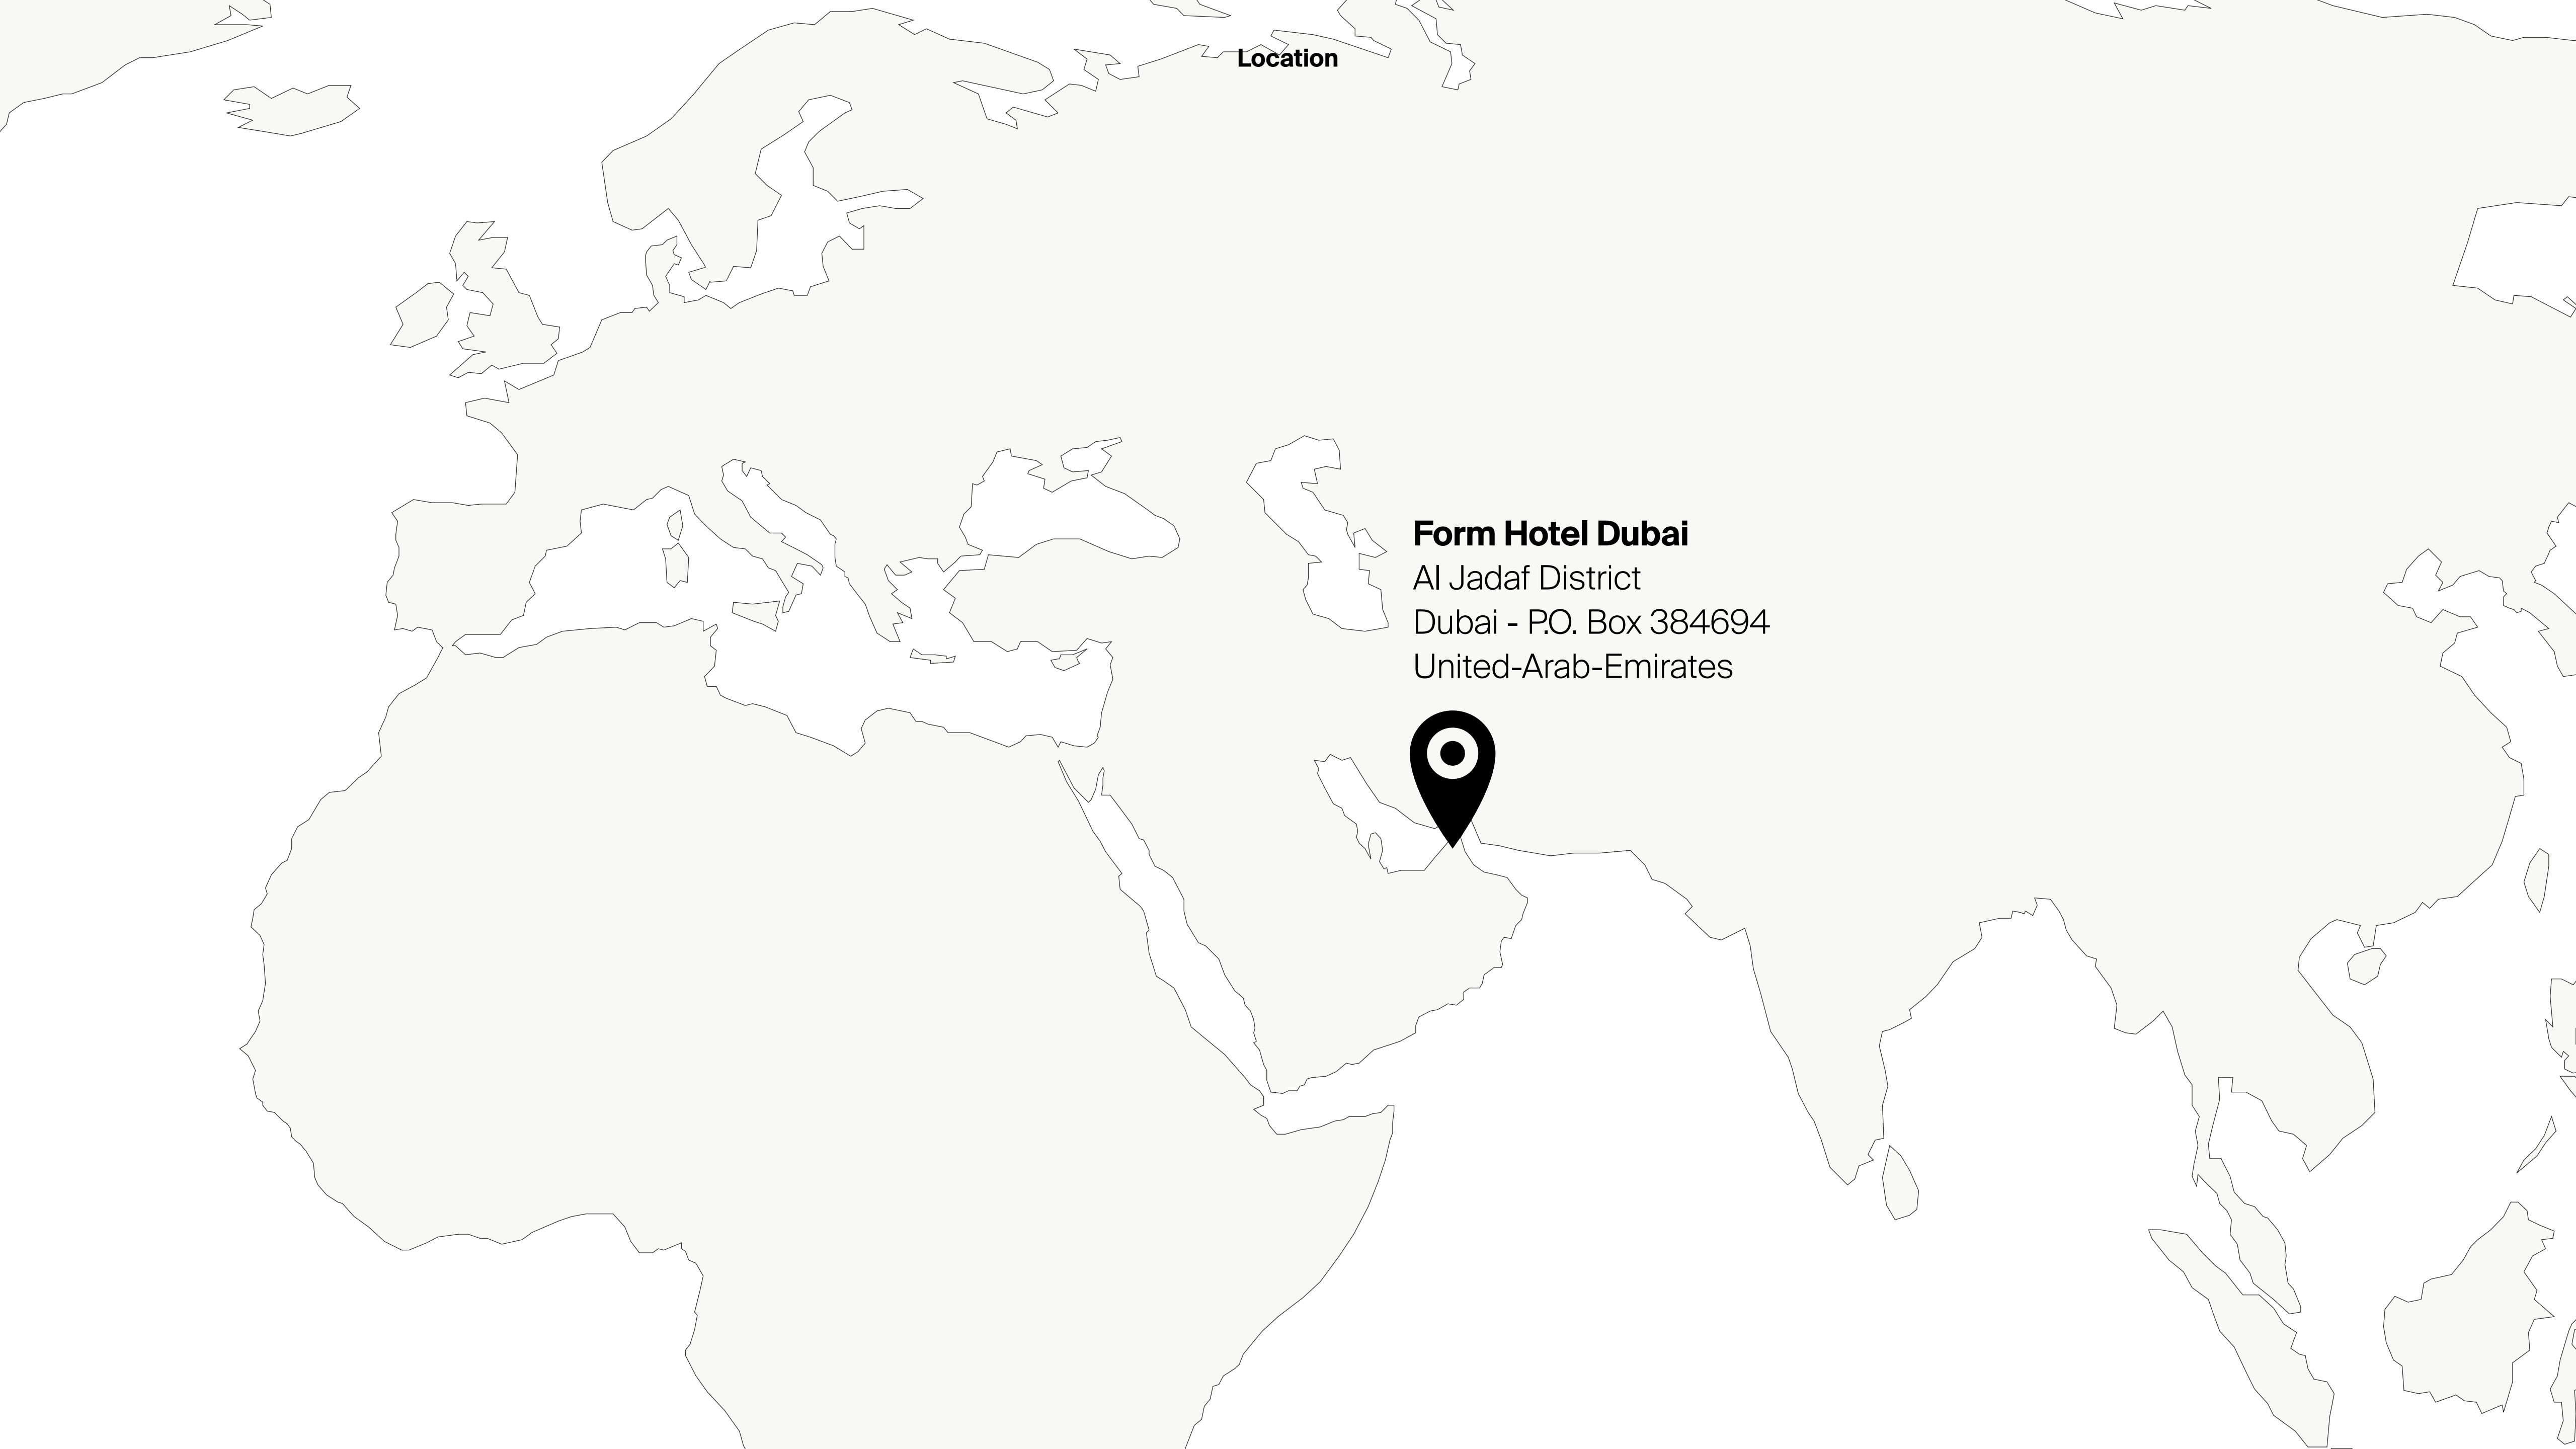 Location
Form Hotel Dubai
Al Jadaf District
Dubai - P.O. Box 384694
United-Arab-Emirates